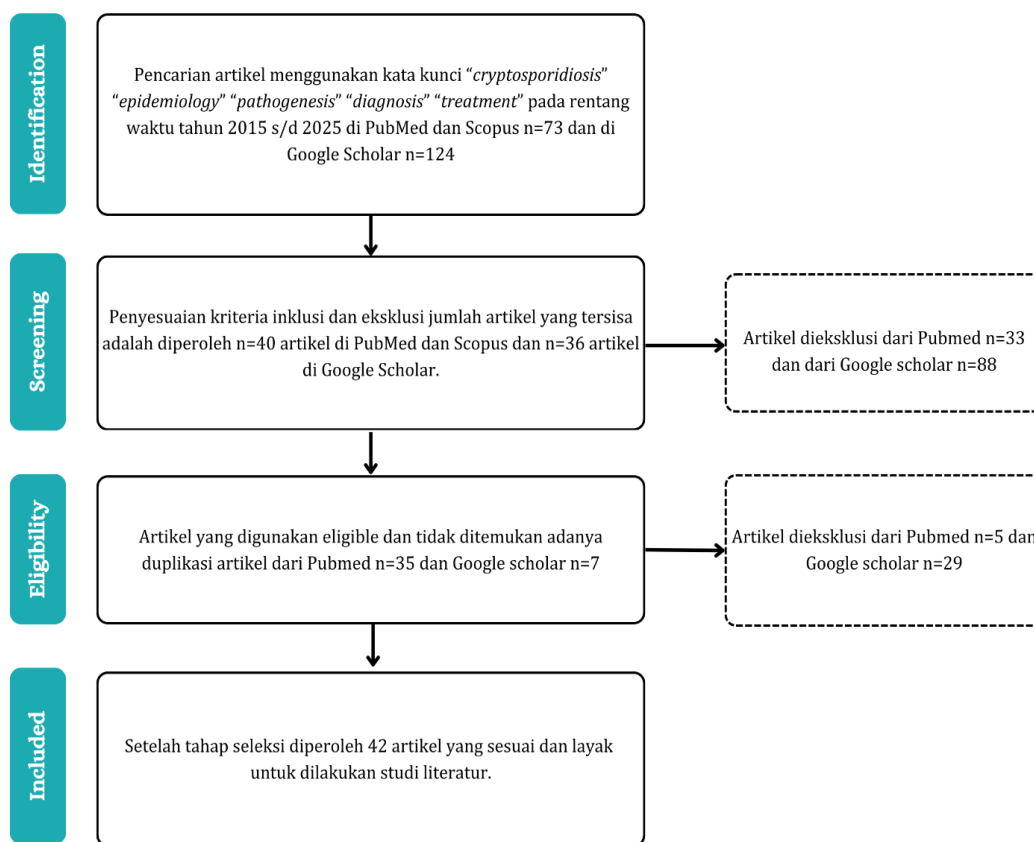 Identification
Pencarian artikel menggunakan kata kunci “cryptosporidiosis”
“epidemiology” “pathogenesis” “diagnosis” “treatment” pada rentang
waktu tahun 2015 s/d 2025 di PubMed dan Scopus n=73 dan di
Google Scholar n=124
Screening
Penyesuaian kriteria inklusi dan eksklusi jumlah artikel yang tersisa
adalah diperoleh n=40 artikel di PubMed dan Scopus dan n=36 artikel
di Google Scholar.
Artikel dieksklusi dari Pubmed n=33
dan dari Google scholar n=88
Eligibility
Artikel yang digunakan eligible dan tidak ditemukan adanya
duplikasi artikel dari Pubmed n=35 dan Google scholar n=7
Artikel dieksklusi dari Pubmed n=5 dan
Google scholar n=29
Included
Setelah tahap seleksi diperoleh 42 artikel yang sesuai dan layak
untuk dilakukan studi literatur.